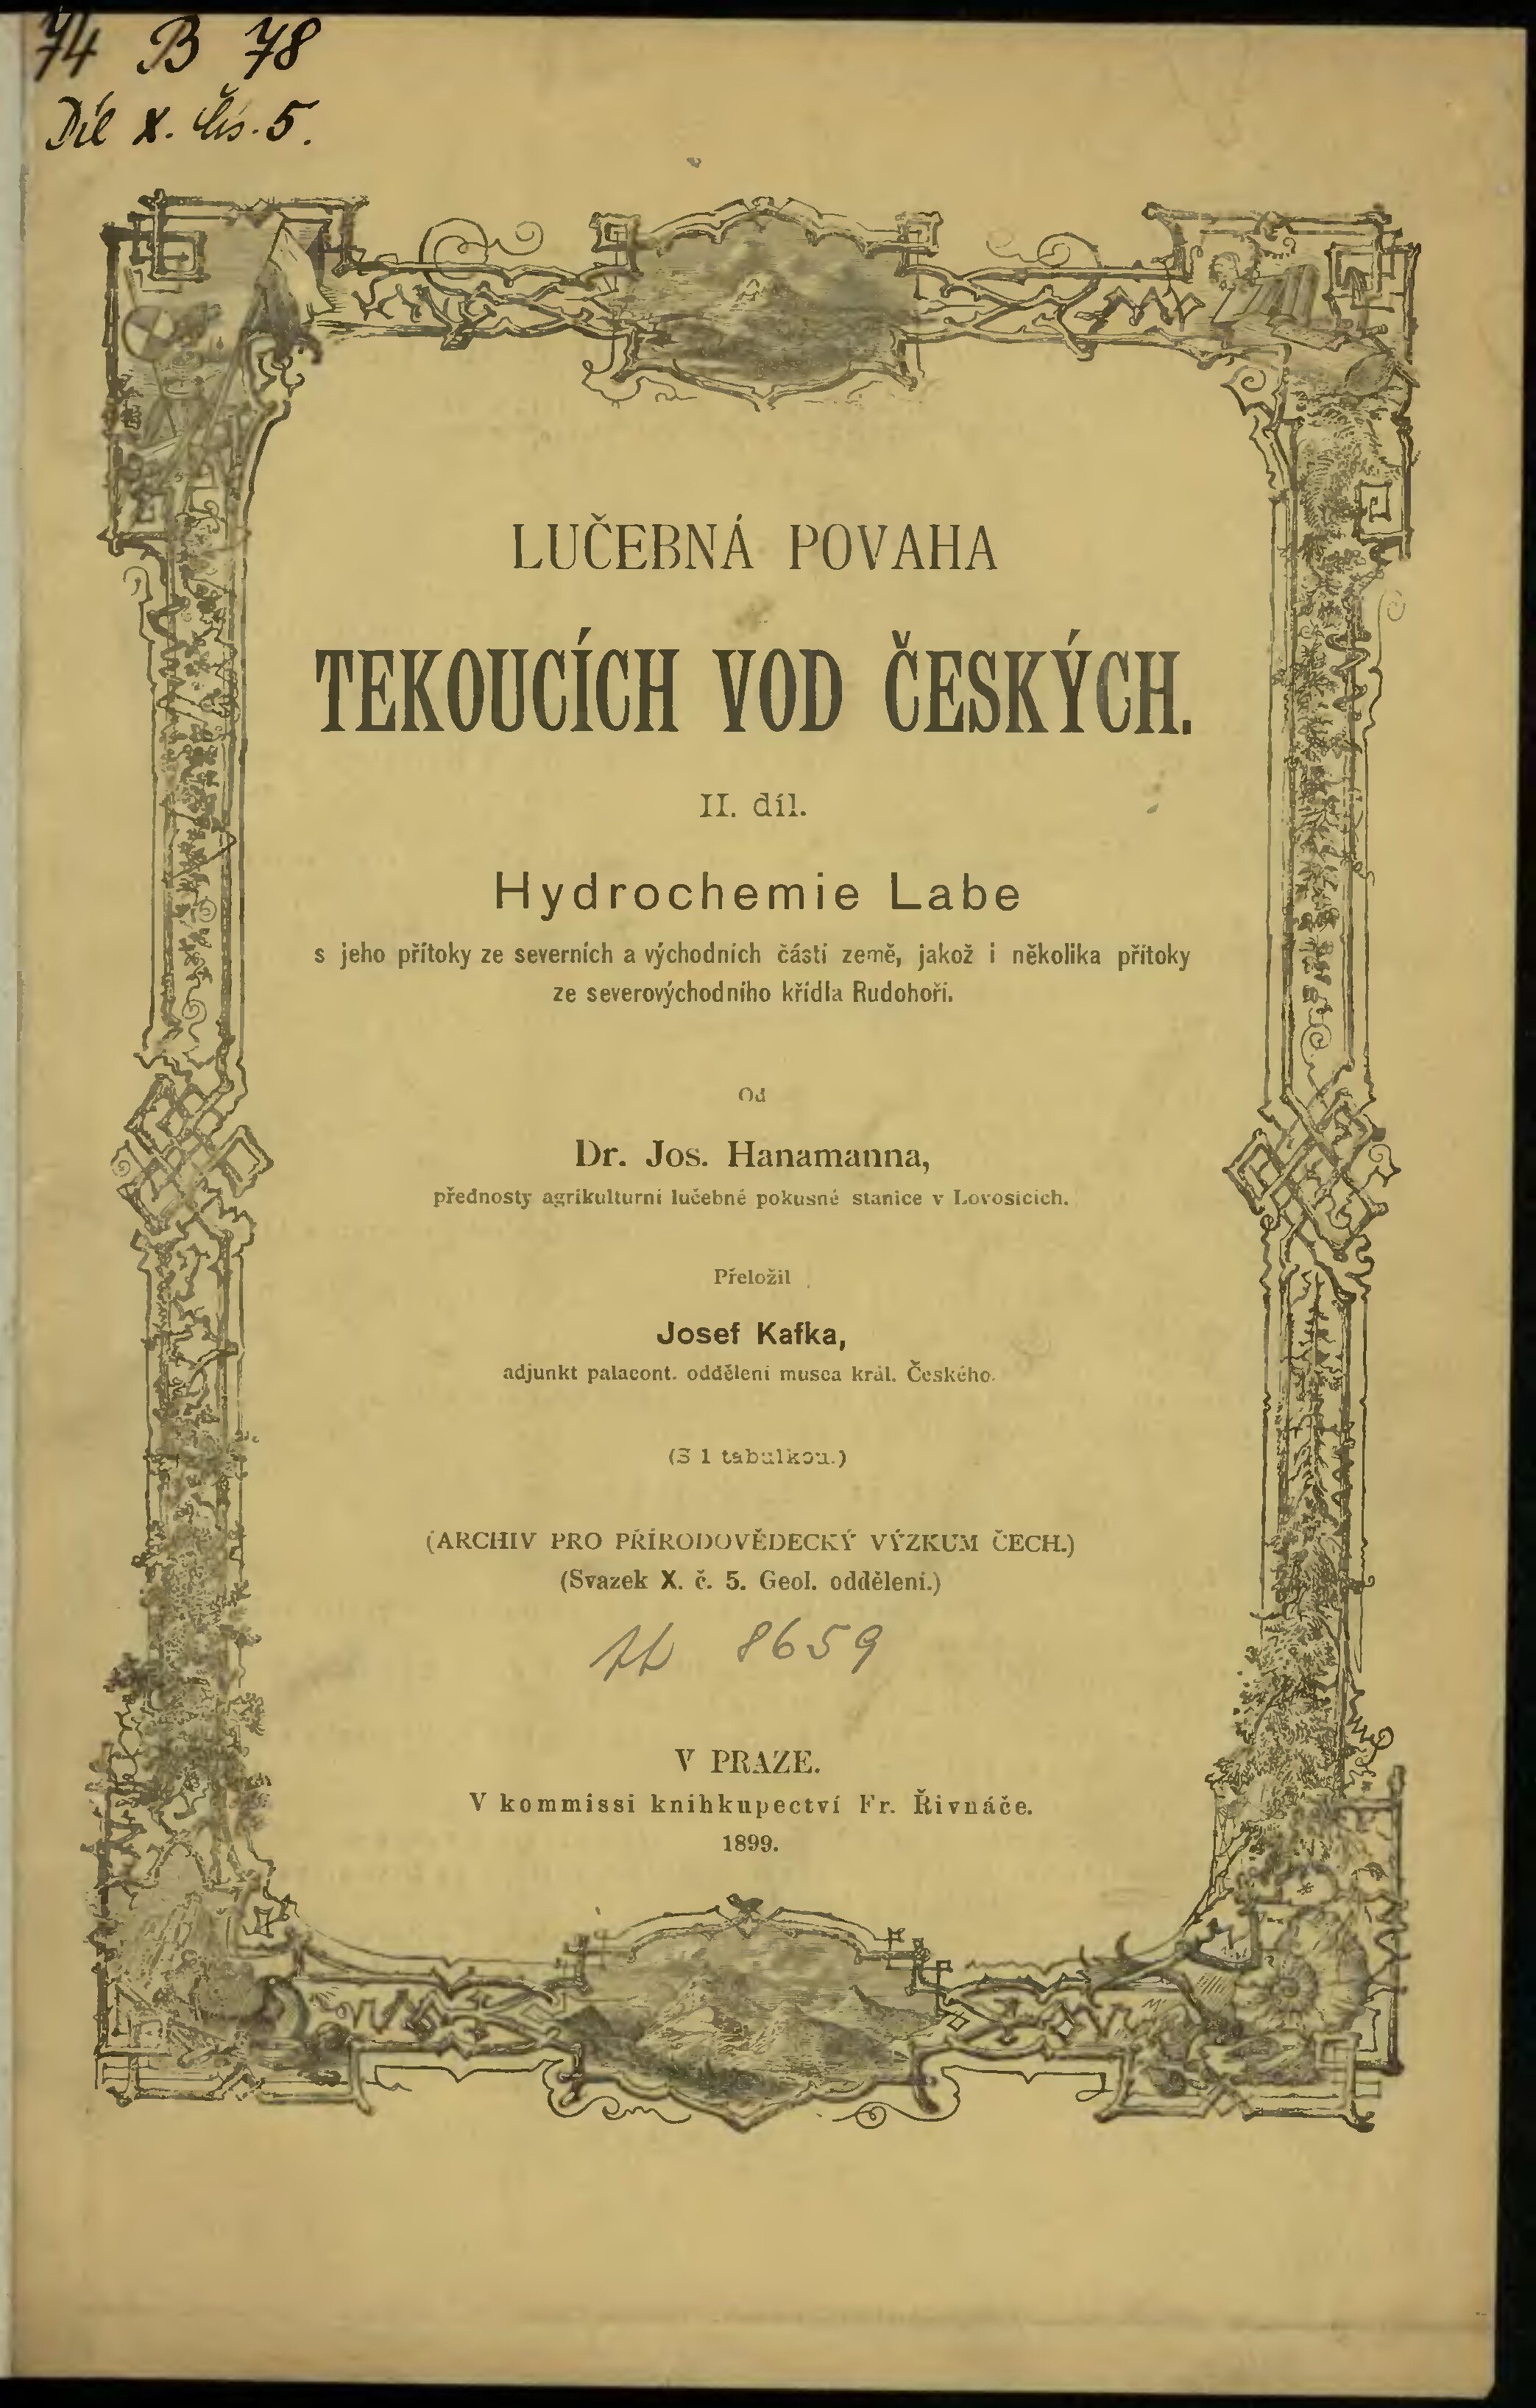 74 B 78
Díl X. Čís. 5.
LUČEBNÁ POVAHA
TEKOUCÍCH VOD ČESKÝCH.
II. díl.
Hydrochemie Labe
s jeho přítoky ze severních a východních částí země, jakož i několika přítoky
ze severovýchodního křídla Rudohoří.
Od
Dr. Jos. Hanamanna,
přednosty agrikulturní lučebné pokusné stanice v Lovosicích.
Přeložil
Josef Kafka,
adjunkt palaeont. oddělení musea král. Českého.
(S 1 tabulkou.)
(ARCHIV PRO PŘÍRODOVĚDECKÝ VÝZKUM ČECH.)
(Svazek X. č. 5. Geol. oddělení.)
8659
V PRAZE.
V kommissi knihkupectví Fr. Řivnáče.
1899.